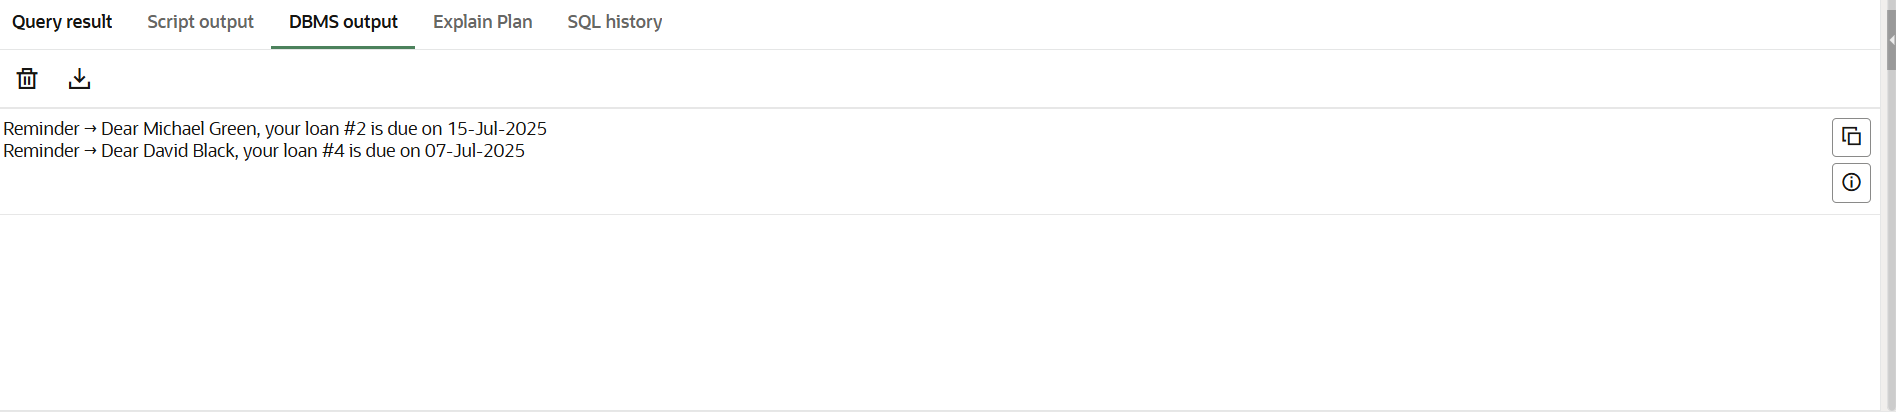 Query result Script output DBMS output Explain Plan SQL history
Reminder → Dear Michael Green, your loan #2 is due on 15-Jul-2025
Reminder → Dear David Black, your loan #4 is due on 07-Jul-2025